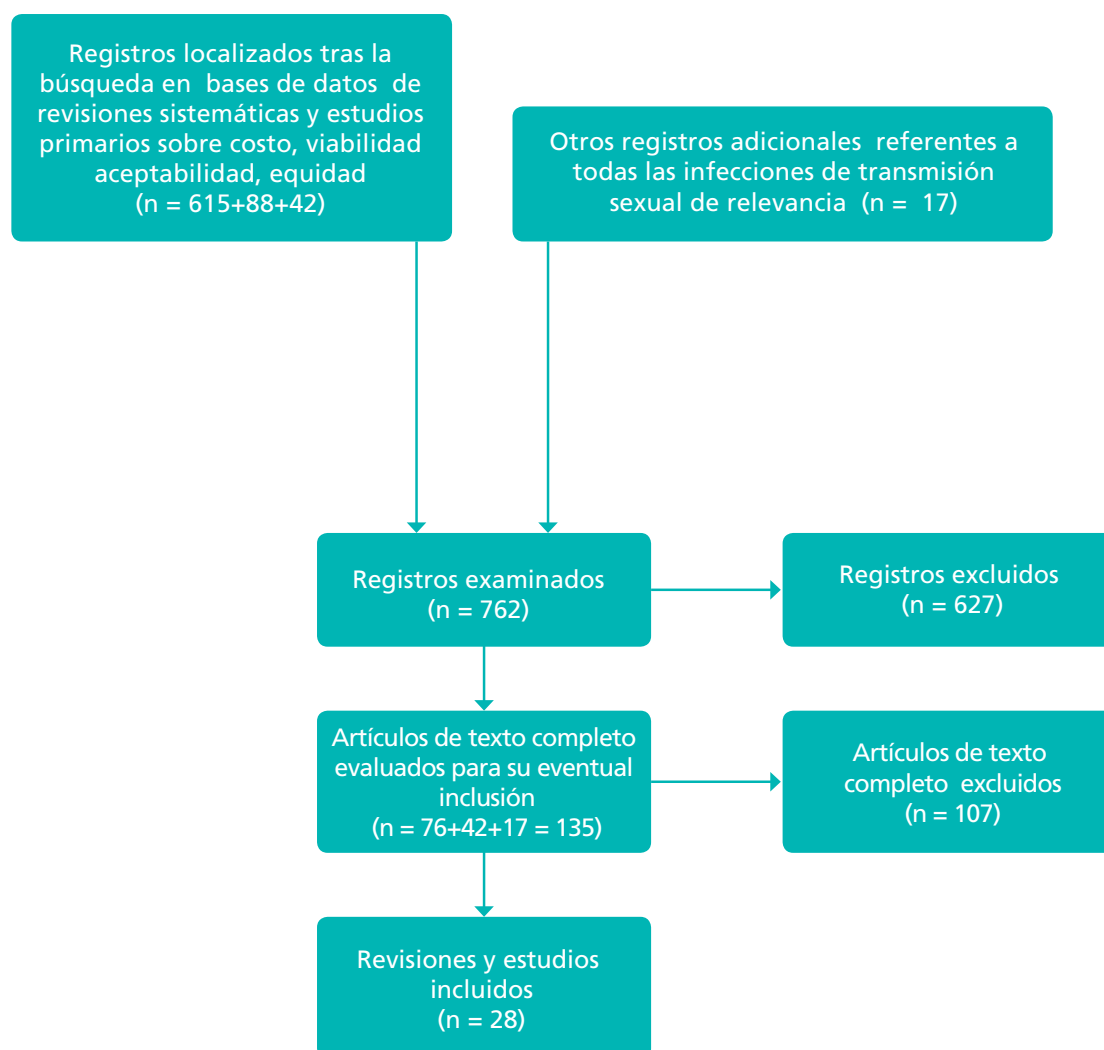 Registros localizados tras la
búsqueda en bases de datos de
revisiones sistemáticas y estudios
primarios sobre costo, viabilidad
aceptabilidad, equidad
(n = 615+88+42)
Otros registros adicionales referentes a
todas las infecciones de transmisión
sexual de relevancia (n = 17)
Registros examinados
(n = 762)
Registros excluidos
(n = 627)
Artículos de texto completo
evaluados para su eventual
inclusión
(n = 76+42+17 = 135)
Artículos de texto
completo excluidos
(n = 107)
Revisiones y estudios
incluidos
(n = 28)